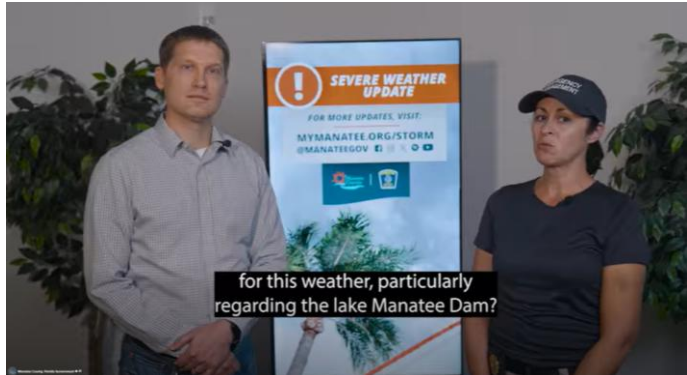 SEVERE WEATHER
UPDATE
FOR MORE UPDATES, VISIT:
MYMANATEE.ORG/STORM
@MANATEEGOV
for this weather, particularly
regarding the lake Manatee Dam?